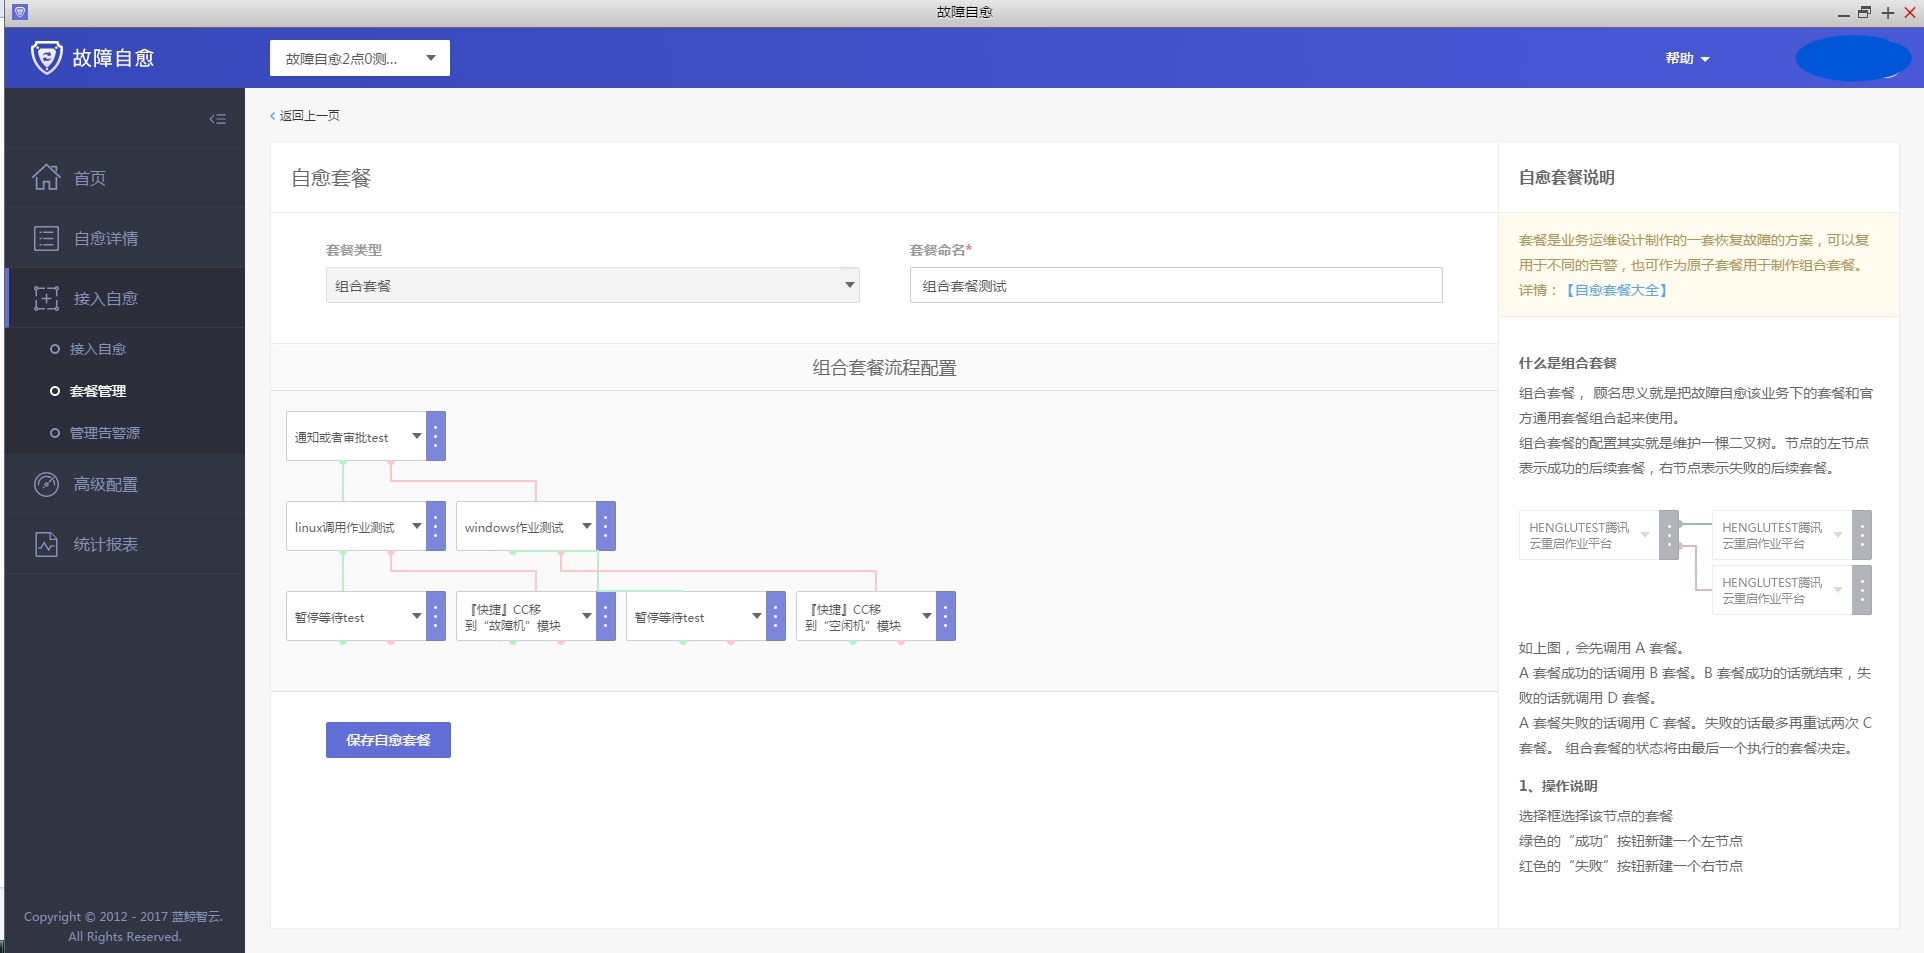 故障自愈
故障自愈
故障自愈2点0测...
帮助
返回上一页
首页
自愈详情
接入自愈
接入自愈
套餐管理
管理告警源
高级配置
统计报表
Copyright © 2012 - 2017 蓝鲸智云.
All Rights Reserved.
自愈套餐
套餐类型
套餐命名*
组合套餐
组合套餐测试
组合套餐流程配置
通知或者审批test
linux调用作业测试
windows作业测试
暂停等待test
『快捷』CC移
到“故障机”模块
暂停等待test
『快捷』CC移
到“空闲机”模块
保存自愈套餐
自愈套餐说明
套餐是业务运维设计制作的一套恢复故障的方案，可以复
用于不同的告警，也可作为原子套餐用于制作组合套餐。
详情：【自愈套餐大全】
什么是组合套餐
组合套餐， 顾名思义就是把故障自愈该业务下的套餐和官
方通用套餐组合起来使用。
组合套餐的配置其实就是维护一棵二叉树。节点的左节点
表示成功的后续套餐，右节点表示失败的后续套餐。
HENGLUTEST腾讯
云重启作业平台
HENGLUTEST腾讯
云重启作业平台
HENGLUTEST腾讯
云重启作业平台
如上图，会先调用 A 套餐。
A 套餐成功的话调用 B 套餐。B 套餐成功的话就结束，失
败的话就调用 D 套餐。
A 套餐失败的话调用 C 套餐。失败的话最多再重试两次 C
套餐。 组合套餐的状态将由最后一个执行的套餐决定。
1、操作说明
选择框选择该节点的套餐
绿色的“成功”按钮新建一个左节点
红色的“失败”按钮新建一个右节点